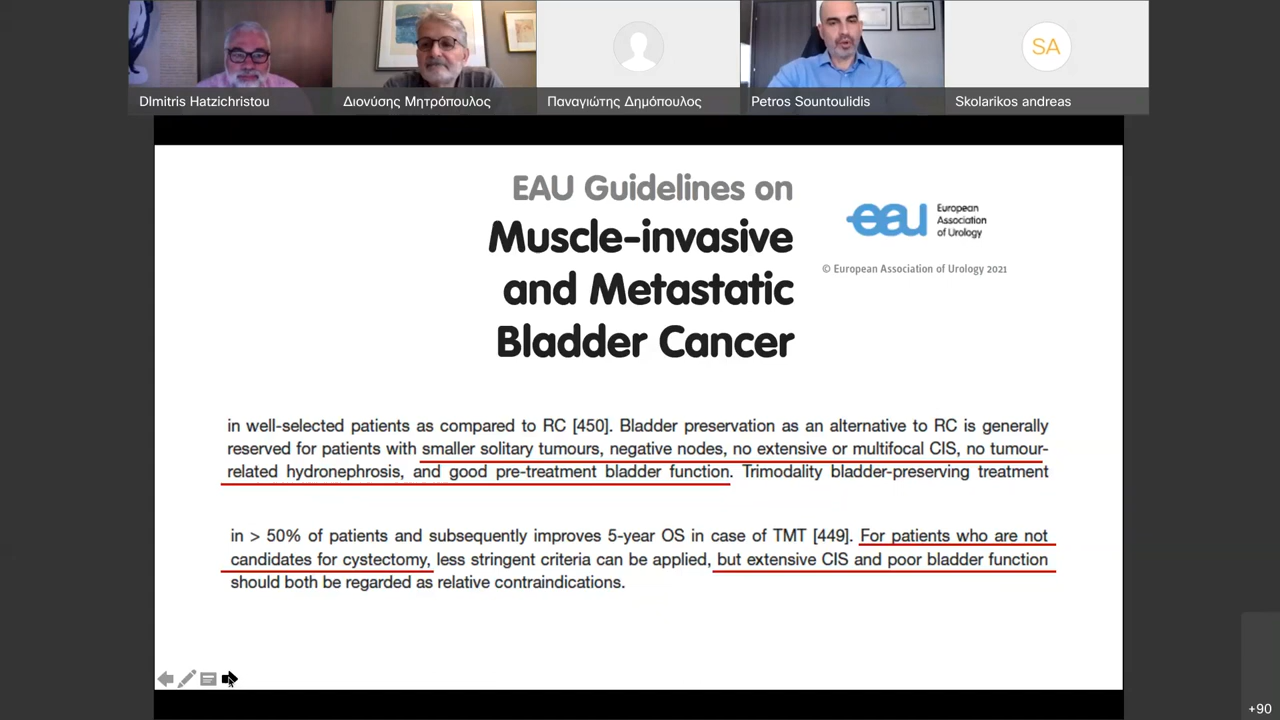 DImitris Hatzichristou
Διονύσης Μητρόπουλος
Παναγιώτης Δημόπουλος
Petros Sountoulidis
SA
Skolarikos andreas
EAU Guidelines on
Muscle-invasive
and Metastatic
Bladder Cancer
eau
European
Association
of Urology
© European Association of Urology 2021
in well-selected patients as compared to RC [450]. Bladder preservation as an alternative to RC is generally
reserved for patients with smaller solitary tumours, negative nodes, no extensive or multifocal CIS, no tumour-
related hydronephrosis, and good pre-treatment bladder function. Trimodality bladder-preserving treatment
in > 50% of patients and subsequently improves 5-year OS in case of TMT [449]. For patients who are not
candidates for cystectomy, less stringent criteria can be applied, but extensive CIS and poor bladder function
should both be regarded as relative contraindications.
+90